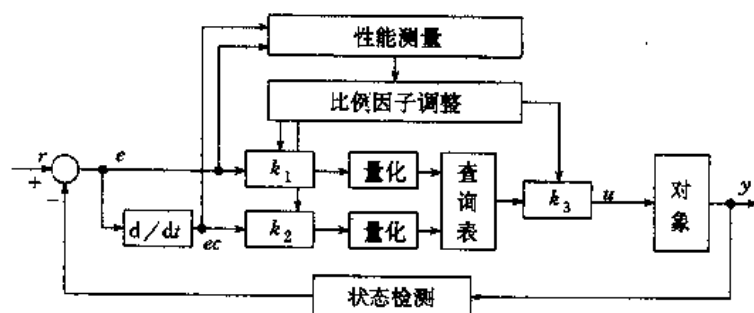 性能测量
比例因子调整
r
+
−
e
k₁
量化
查询表
k₃
u
对象
y
d/dt
ec
k₂
量化
状态检测